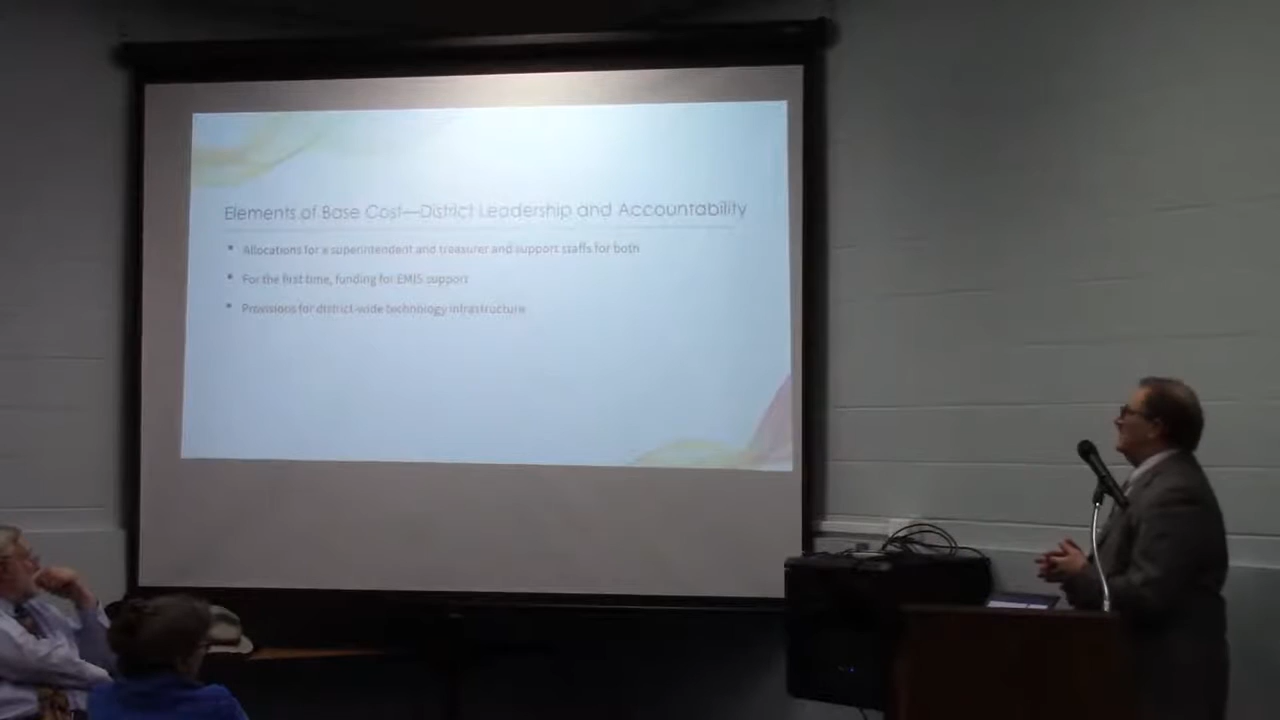 Elements of Base Cost—District Leadership and Accountability
▪ Allocations for a superintendent and treasurer and support staffs for both
▪ For the first time, funding for EMIS support
▪ Provisions for district-wide technology infrastructure